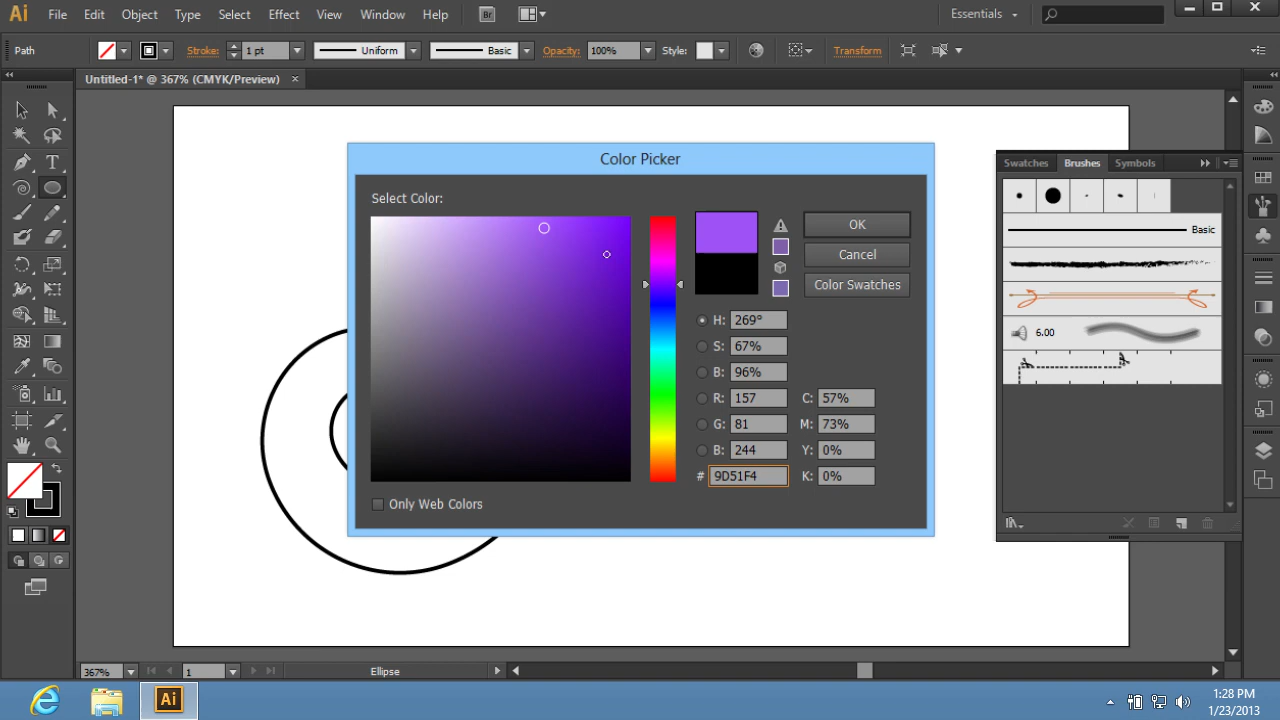 Ai File Edit Object Type Select Effect View Window Help Br Essentials
Path Stroke: 1 pt Uniform Basic Opacity: 100% Style: Transform
Untitled-1* @ 367% (CMYK/Preview) ×
Color Picker
Select Color:
OK
Cancel
Color Swatches
H: 269°
S: 67%
B: 96%
R: 157 C: 57%
G: 81 M: 73%
B: 244 Y: 0%
# 9D51F4 K: 0%
Only Web Colors
Swatches Brushes Symbols
Basic
6.00
367% 1 Ellipse
Ai
1:28 PM
1/23/2013